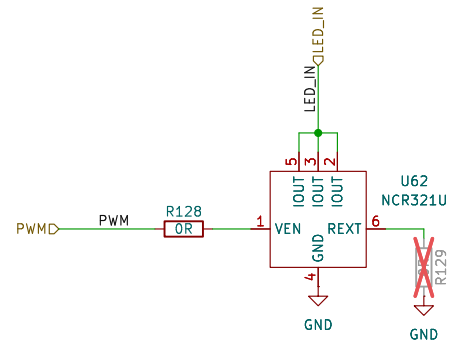 LED_IN
LED_IN
5
3
2
IOUT
IOUT
IOUT
U62
NCR321U
R128
0R
PWM
PWM
1
VEN
REXT
6
GND
4
R129
GND
GND